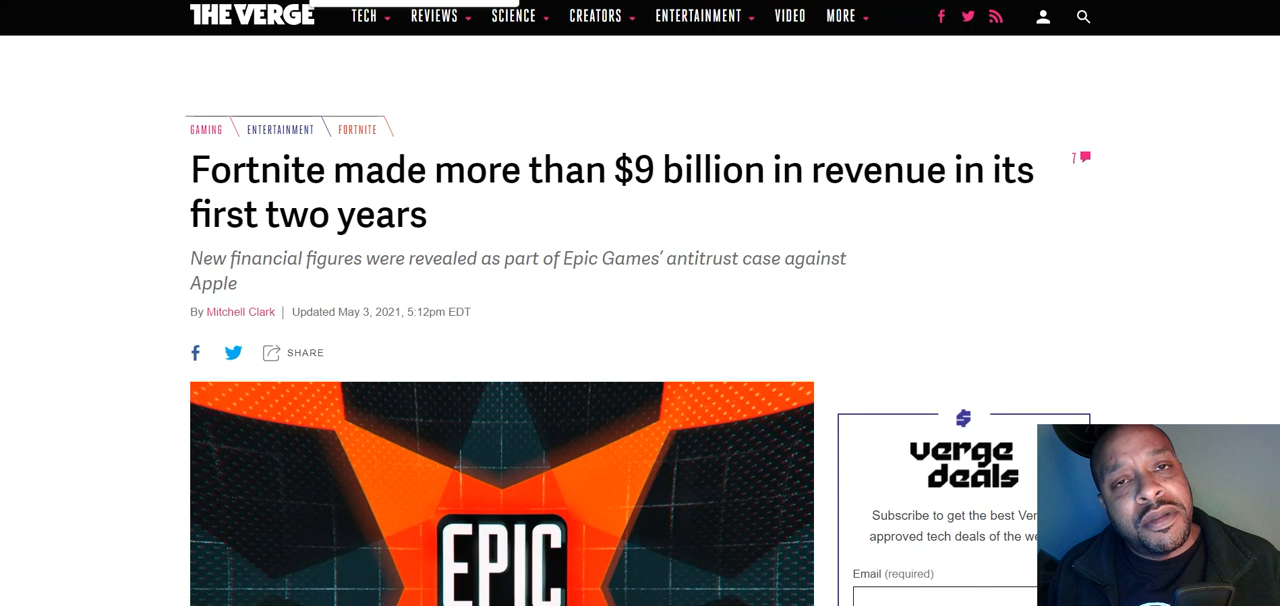 THE VERGE TECH REVIEWS SCIENCE CREATORS ENTERTAINMENT VIDEO MORE
GAMING ENTERTAINMENT FORTNITE
Fortnite made more than $9 billion in revenue in its
first two years
7
New financial figures were revealed as part of Epic Games’ antitrust case against
Apple
By Mitchell Clark | Updated May 3, 2021, 5:12pm EDT
SHARE
EPIC
$
verge
deals
Subscribe to get the best
approved tech deals of the
Email (required)